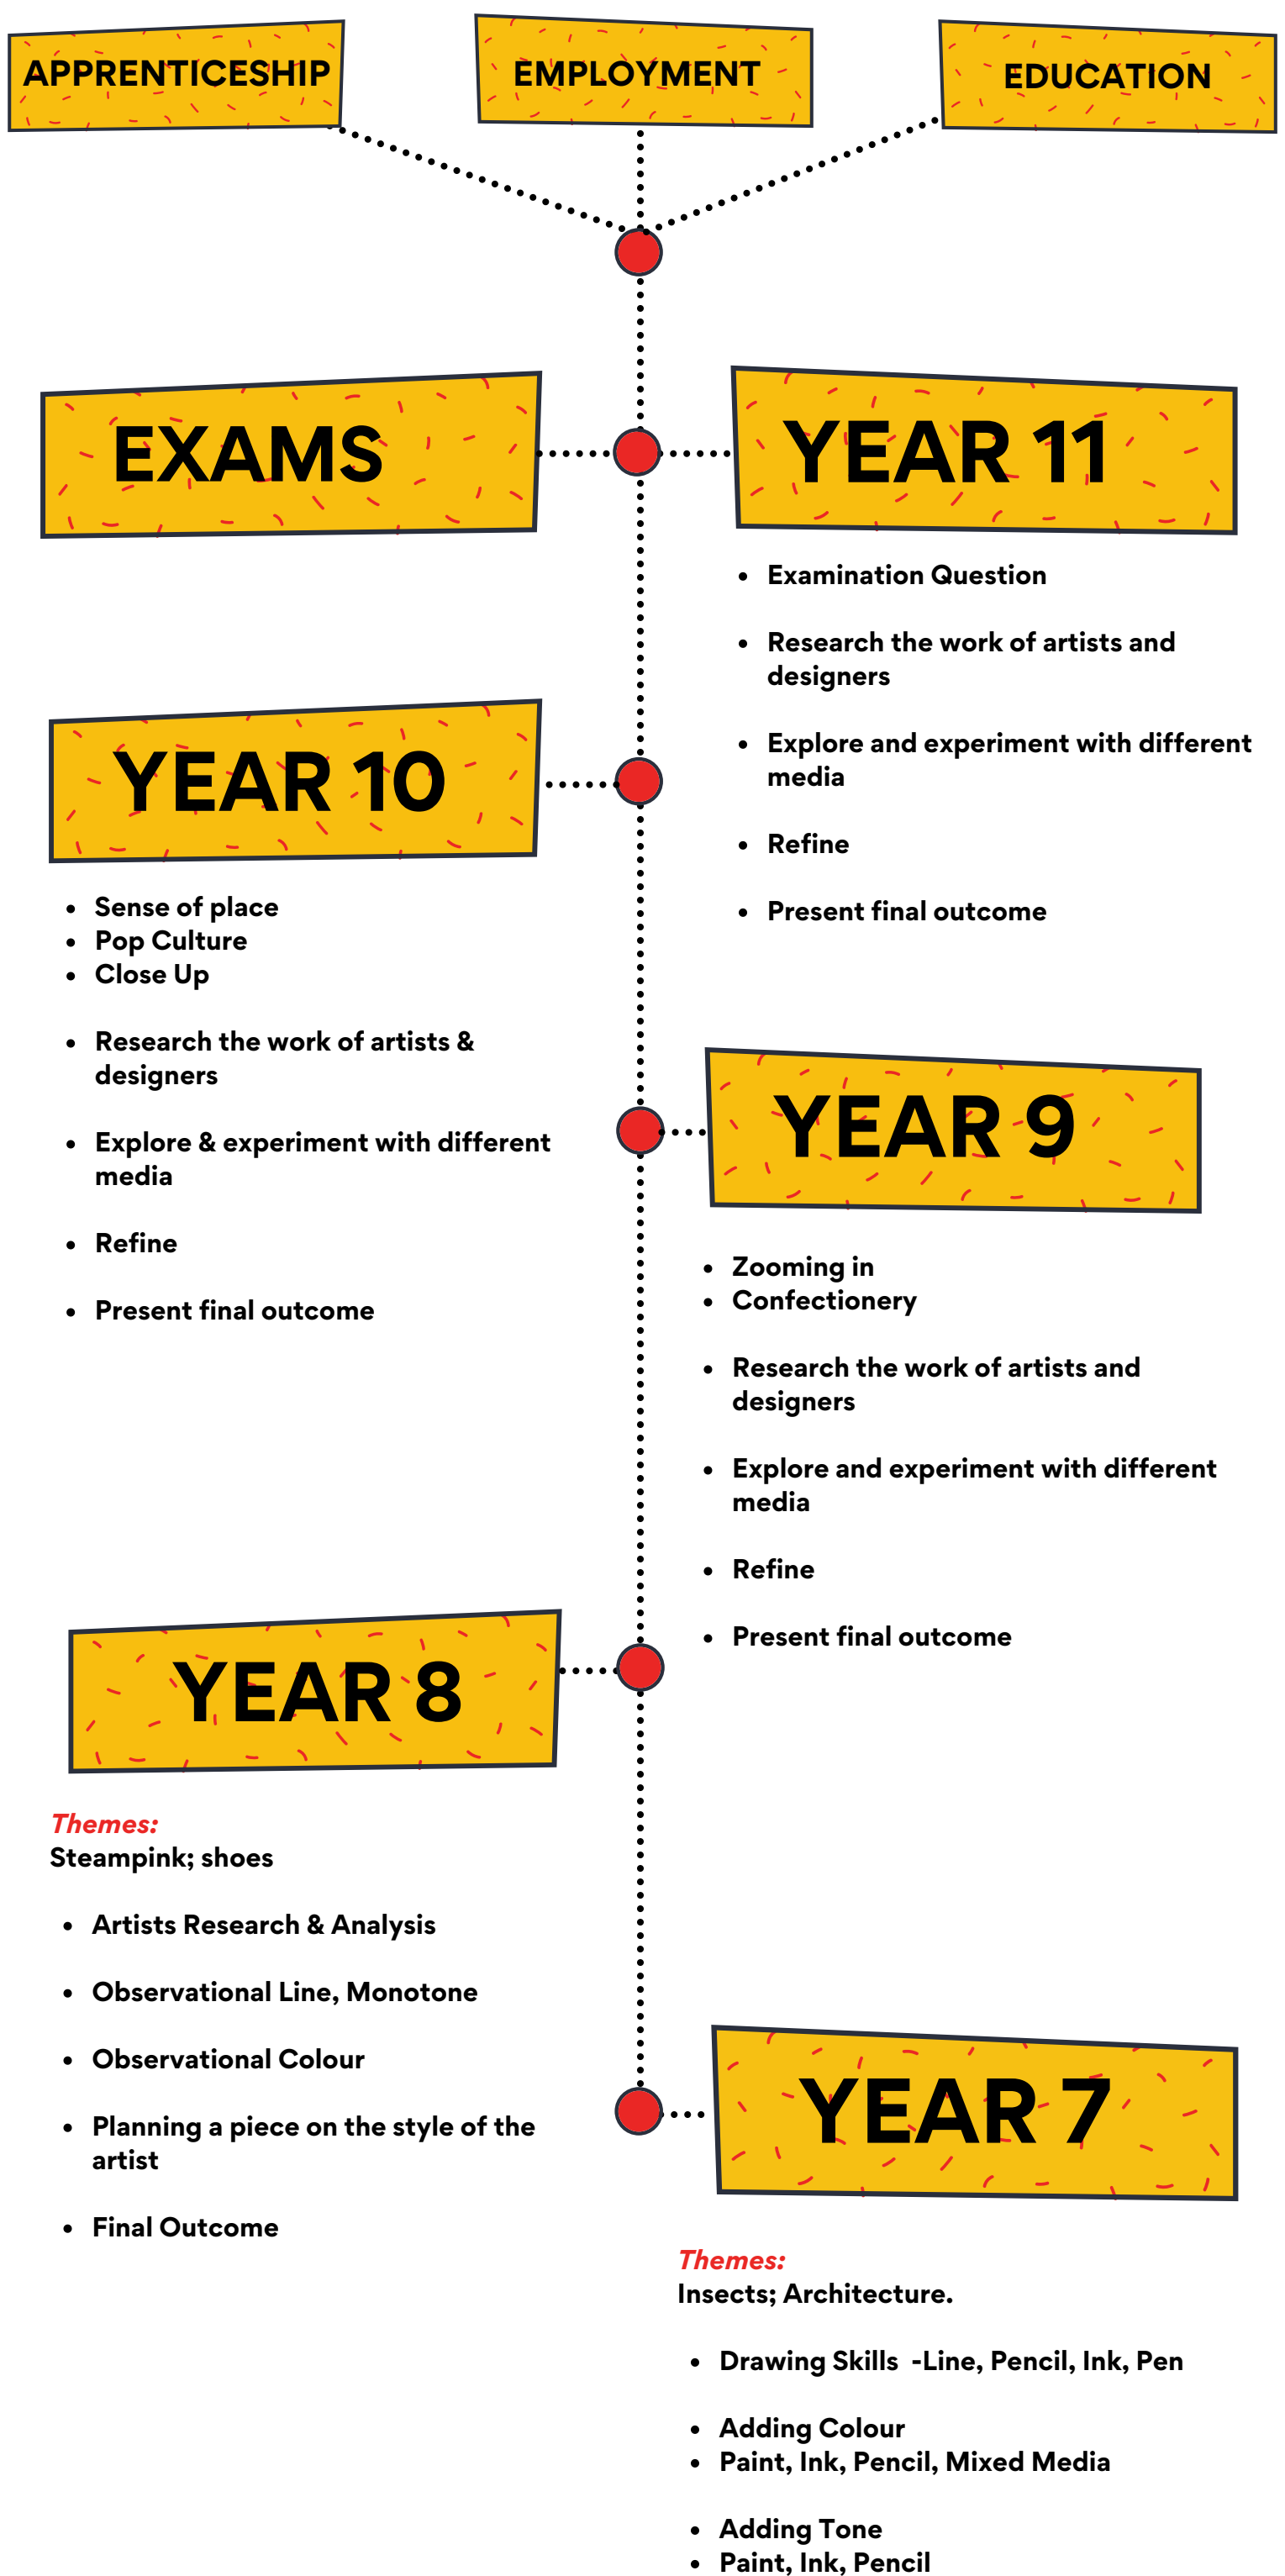 APPRENTICESHIP
EMPLOYMENT
EDUCATION
EXAMS
YEAR 11
• Examination Question
• Research the work of artists and
designers
• Explore and experiment with different
media
• Refine
• Present final outcome
YEAR 10
• Sense of place
• Pop Culture
• Close Up
• Research the work of artists &
designers
• Explore & experiment with different
media
• Refine
• Present final outcome
YEAR 9
• Zooming in
• Confectionery
• Research the work of artists and
designers
• Explore and experiment with different
media
• Refine
• Present final outcome
YEAR 8
Themes:
Steampink; shoes
• Artists Research & Analysis
• Observational Line, Monotone
• Observational Colour
• Planning a piece on the style of the
artist
• Final Outcome
YEAR 7
Themes:
Insects; Architecture.
• Drawing Skills -Line, Pencil, Ink, Pen
• Adding Colour
• Paint, Ink, Pencil, Mixed Media
• Adding Tone
• Paint, Ink, Pencil